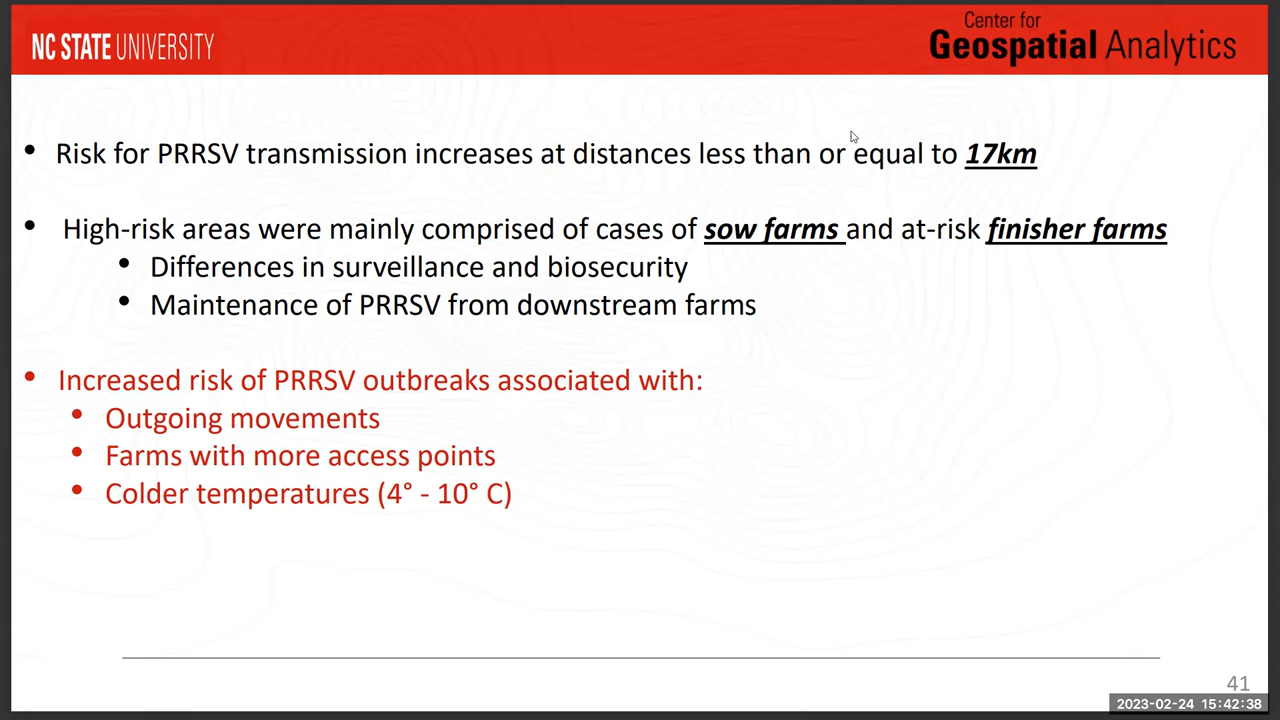 NC STATE UNIVERSITY
Center for
Geospatial Analytics
• Risk for PRRSV transmission increases at distances less than or equal to 17km
• High-risk areas were mainly comprised of cases of sow farms and at-risk finisher farms
• Differences in surveillance and biosecurity
• Maintenance of PRRSV from downstream farms
• Increased risk of PRRSV outbreaks associated with:
• Outgoing movements
• Farms with more access points
• Colder temperatures (4° - 10° C)
41
2023-02-24 15:42:38